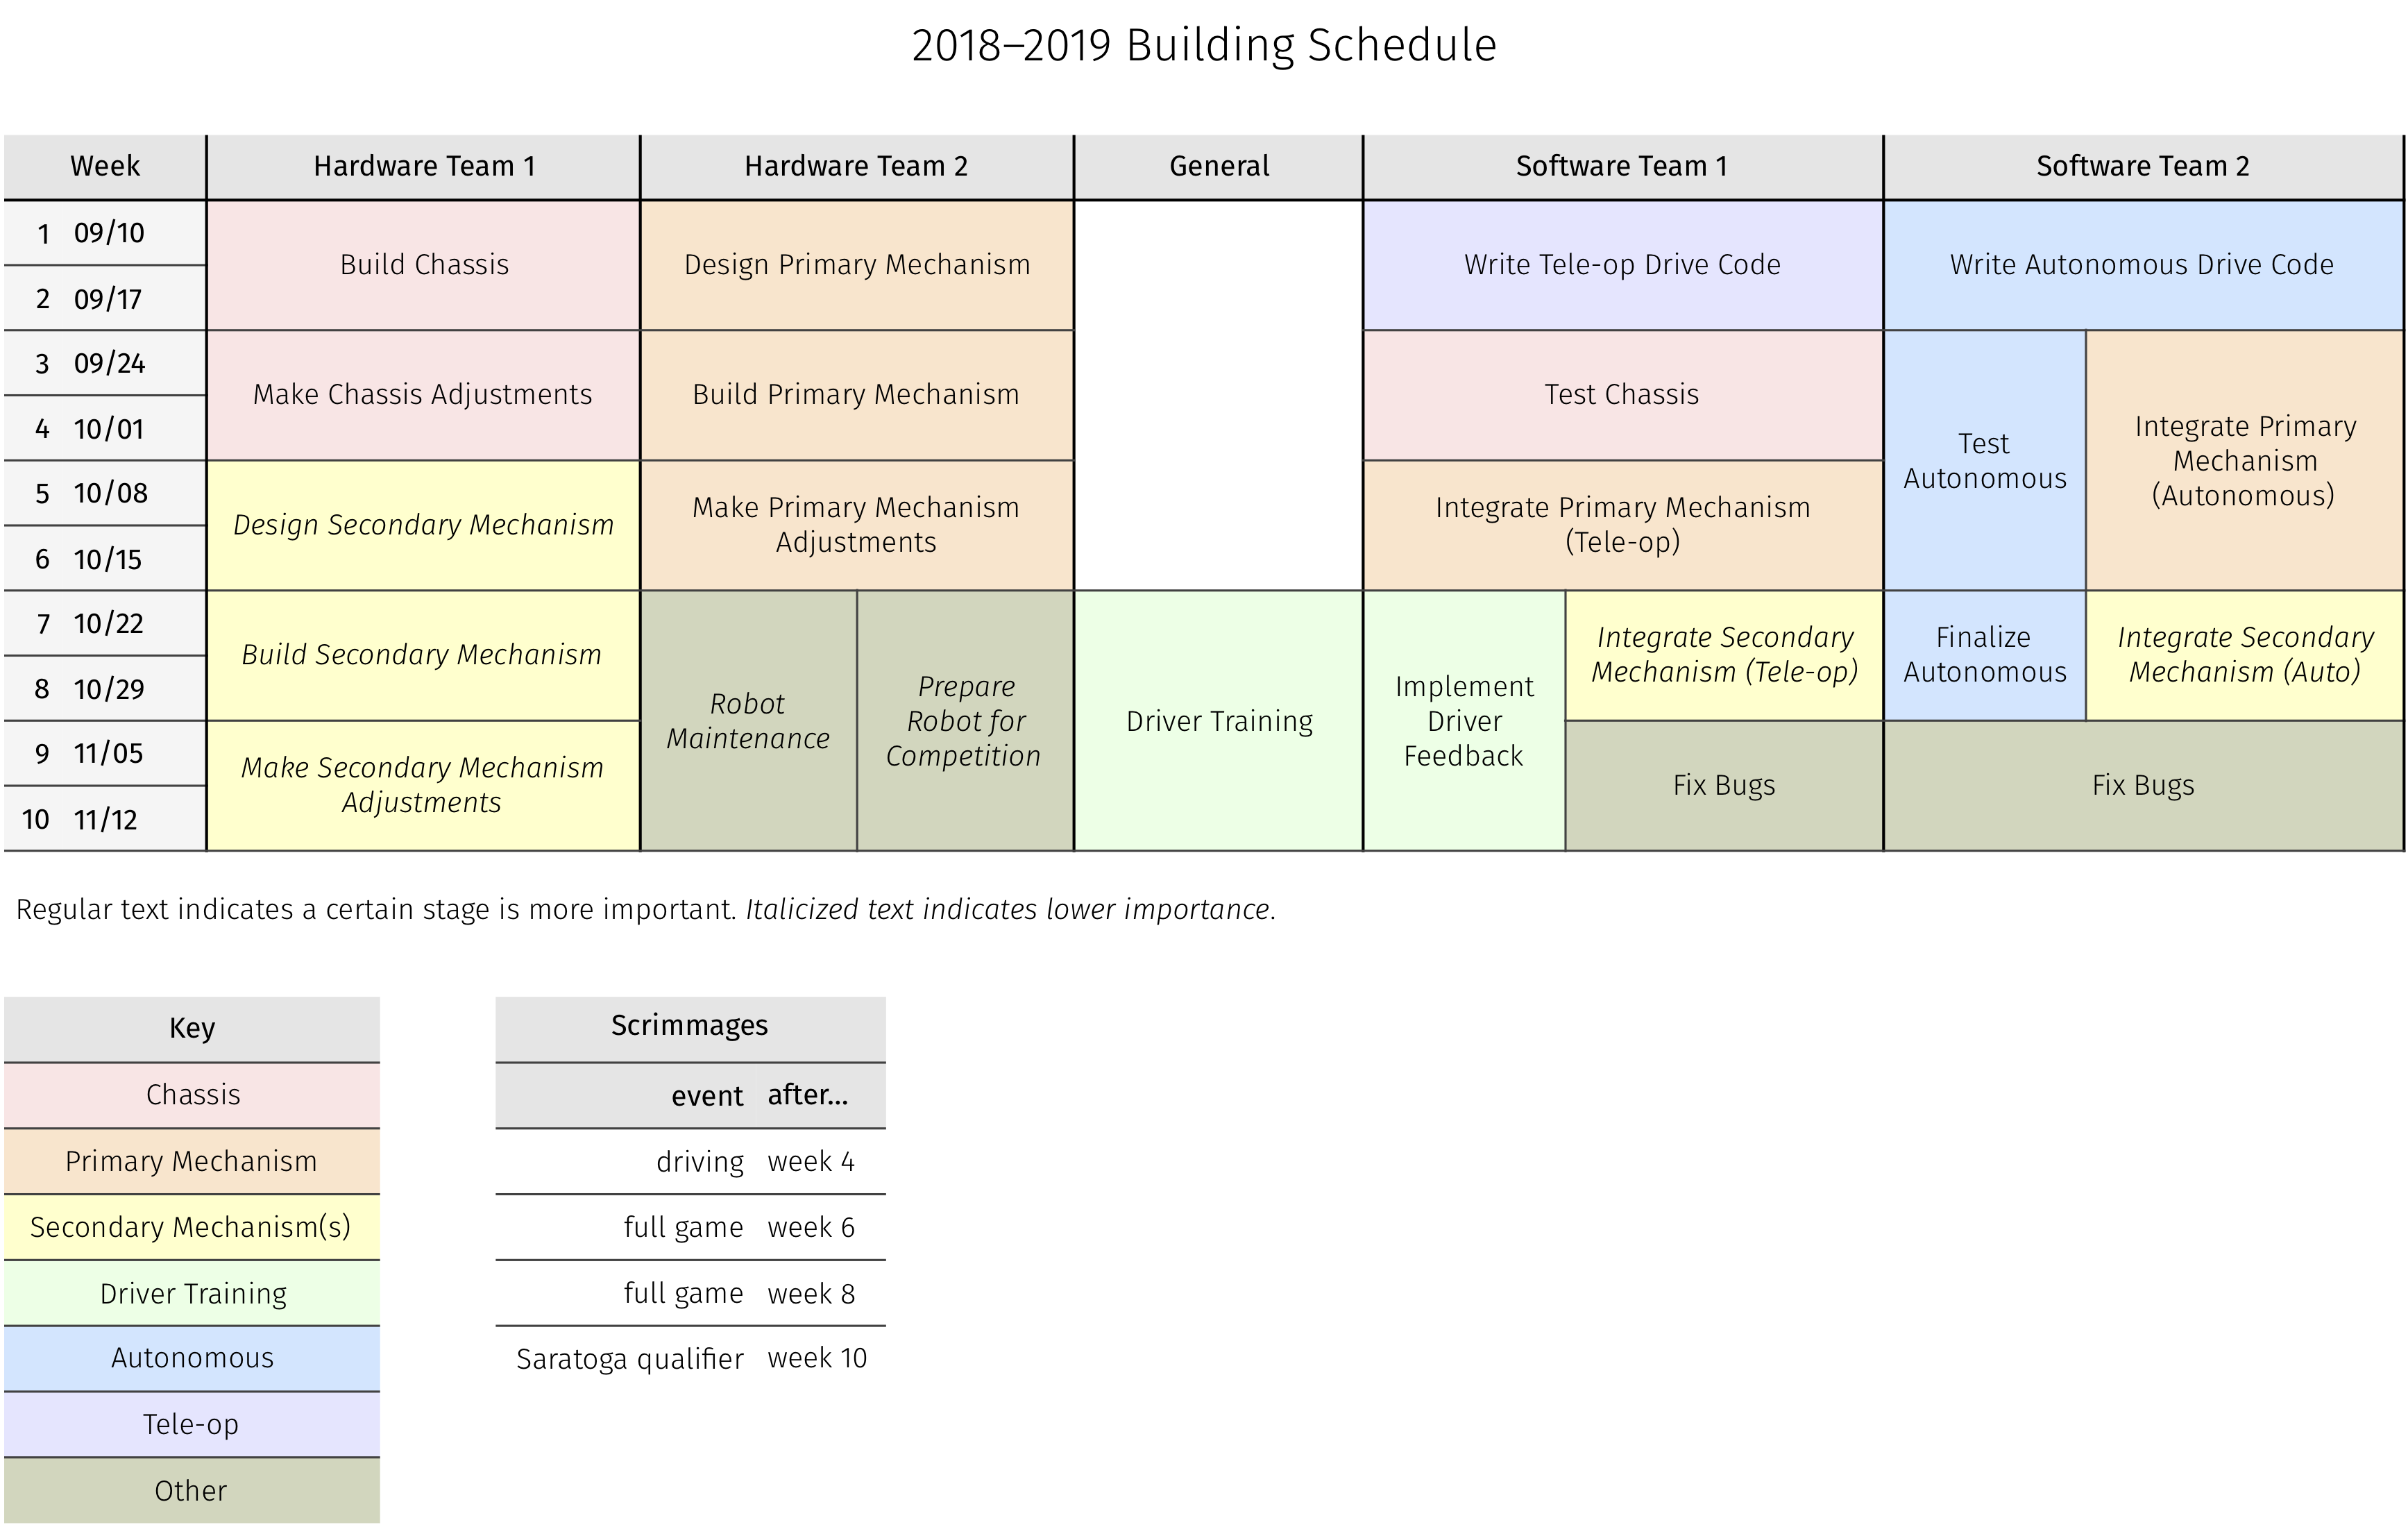 2018–2019 Building Schedule
Week Hardware Team 1 Hardware Team 2 General Software Team 1 Software Team 2
1 09/10
2 09/17
Build Chassis
Design Primary Mechanism
Write Tele-op Drive Code
Write Autonomous Drive Code
3 09/24
4 10/01
Make Chassis Adjustments
Build Primary Mechanism
Test Chassis
Test
Autonomous
Integrate Primary
Mechanism
(Autonomous)
5 10/08
6 10/15
Design Secondary Mechanism
Make Primary Mechanism
Adjustments
Integrate Primary Mechanism
(Tele-op)
7 10/22
8 10/29
Build Secondary Mechanism
Robot
Maintenance
Prepare
Robot for
Competition
Driver Training
Implement
Driver
Feedback
Integrate Secondary
Mechanism (Tele-op)
Finalize
Autonomous
Integrate Secondary
Mechanism (Auto)
9 11/05
10 11/12
Make Secondary Mechanism
Adjustments
Fix Bugs
Fix Bugs
Regular text indicates a certain stage is more important. Italicized text indicates lower importance.
Key
Chassis
Primary Mechanism
Secondary Mechanism(s)
Driver Training
Autonomous
Tele-op
Other
Scrimmages
event after...
driving week 4
full game week 6
full game week 8
Saratoga qualifier week 10